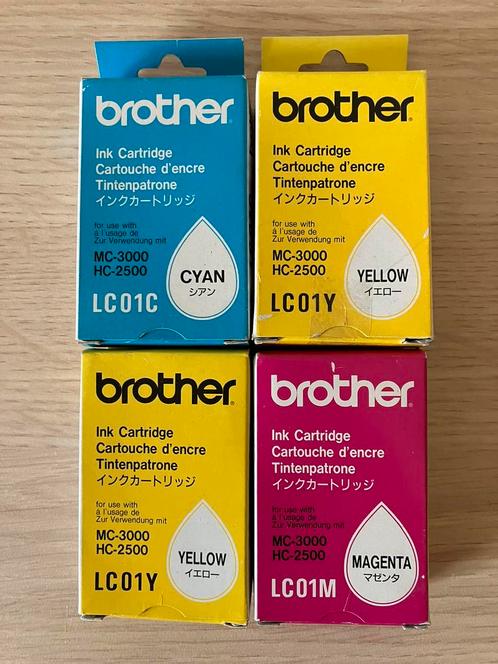 brother
Ink Cartridge
Cartouche d'encre
Tintenpatrone
インクカートリッジ
for use with
à l'usage de
Zur Verwendung mit
MC-3000
HC-2500
LC01C
CYAN
シアン
brother
Ink Cartridge
Cartouche d'encre
Tintenpatrone
インクカートリッジ
for use with
à l'usage de
Zur Verwendung mit
MC-3000
HC-2500
LC01Y
YELLOW
イエロー
brother
Ink Cartridge
Cartouche d'encre
Tintenpatrone
インクカートリッジ
for use with
à l'usage de
Zur Verwendung mit
MC-3000
HC-2500
LC01Y
YELLOW
イエロー
brother
Ink Cartridge
Cartouche d'encre
Tintenpatrone
インクカートリッジ
for use with
à l'usage de
Zur Verwendung mit
MC-3000
HC-2500
LC01M
MAGENTA
マゼンタ